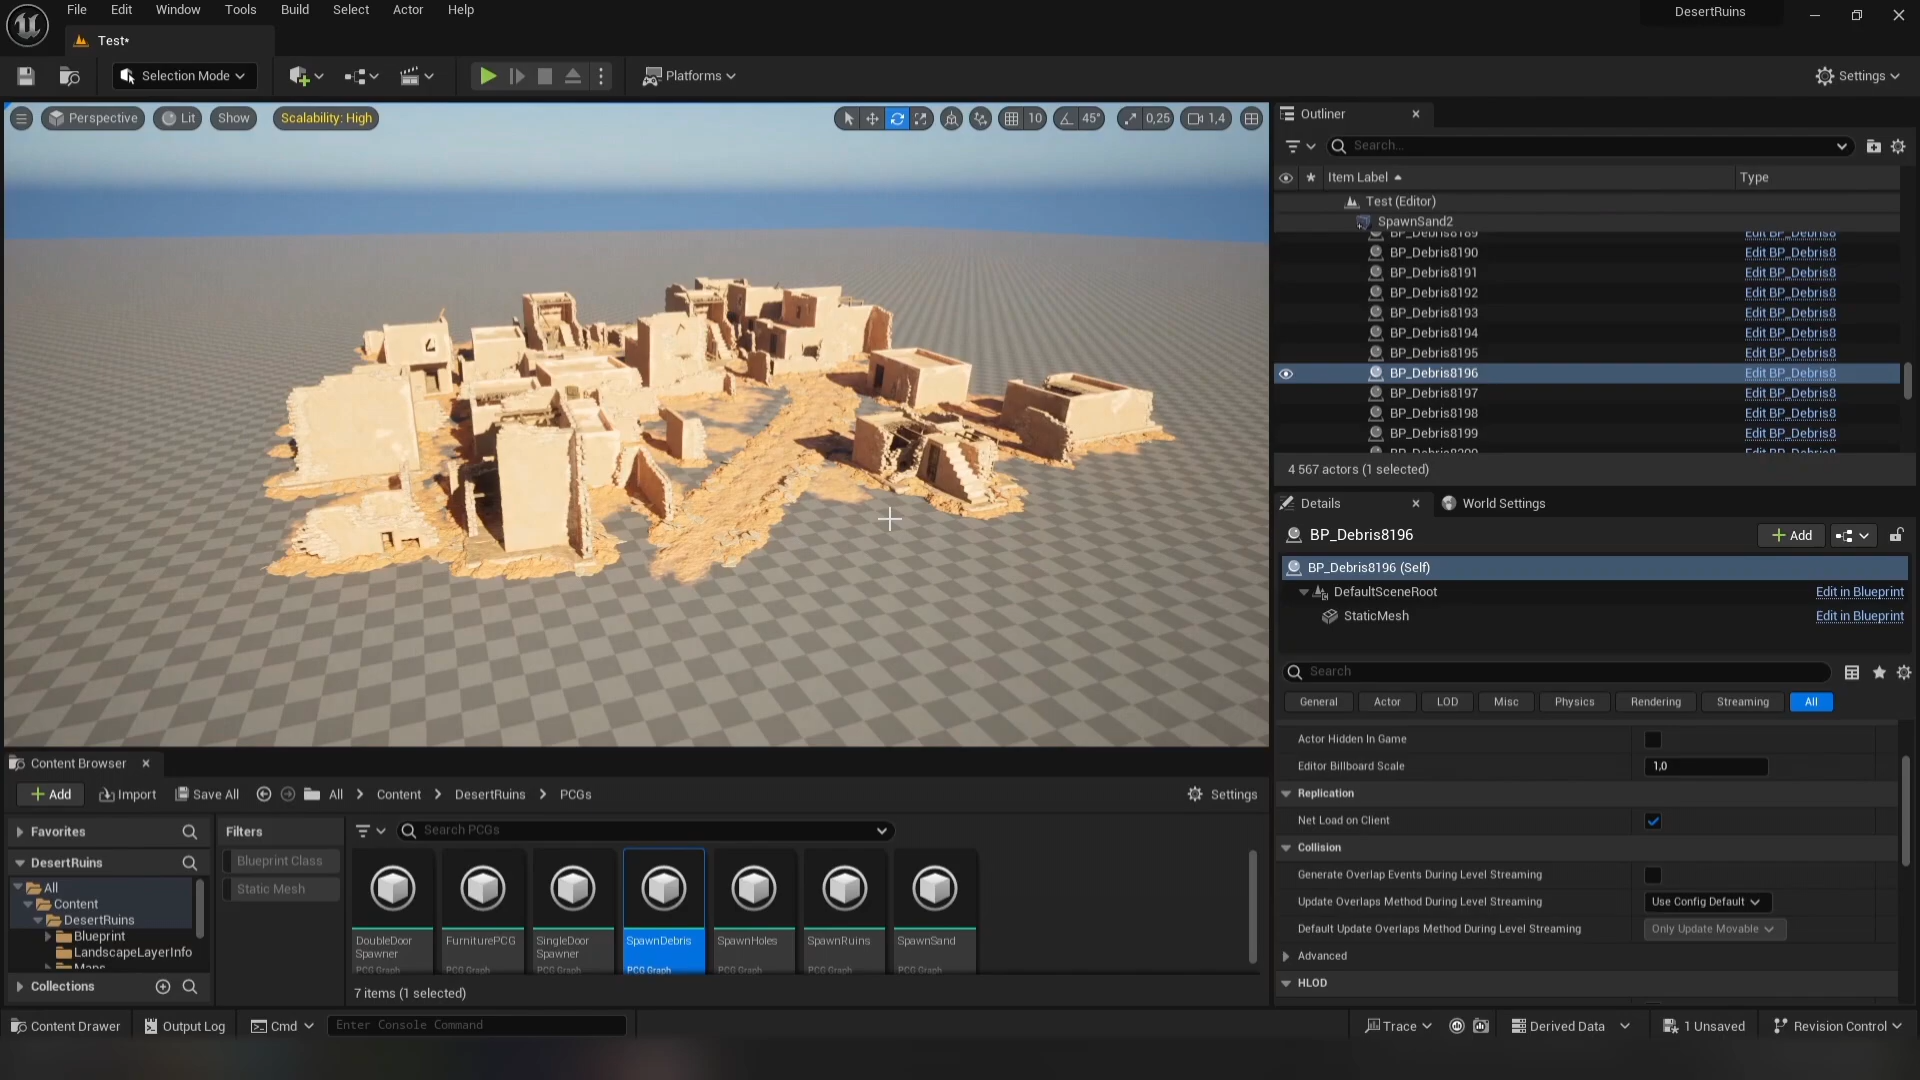 File Edit Window Tools Build Select Actor Help
DesertRuins
Test*
Selection Mode
Platforms
Settings
Perspective
Lit
Show
Scalability: High
10
45°
0,25
1,4
Outliner
Search...
Item Label
Type
Test (Editor)
SpawnSand2
BP_Debris8189 Edit BP_Debris8
BP_Debris8190 Edit BP_Debris8
BP_Debris8191 Edit BP_Debris8
BP_Debris8192 Edit BP_Debris8
BP_Debris8193 Edit BP_Debris8
BP_Debris8194 Edit BP_Debris8
BP_Debris8195 Edit BP_Debris8
BP_Debris8196 Edit BP_Debris8
BP_Debris8197 Edit BP_Debris8
BP_Debris8198 Edit BP_Debris8
BP_Debris8199 Edit BP_Debris8
4 567 actors (1 selected)
Details
World Settings
BP_Debris8196
Add
BP_Debris8196 (Self)
DefaultSceneRoot Edit in Blueprint
StaticMesh Edit in Blueprint
Search
General Actor LOD Misc Physics Rendering Streaming All
Actor Hidden In Game
Editor Billboard Scale 1,0
Replication
Net Load on Client
Collision
Generate Overlap Events During Level Streaming
Update Overlaps Method During Level Streaming Use Config Default
Default Update Overlaps Method During Level Streaming Only Update Movable
Advanced
HLOD
Content Browser
Add Import Save All All Content DesertRuins PCGs Settings
Favorites
DesertRuins
All
Content
DesertRuins
Blueprint
LandscapeLayerInfo
Maps
Collections
Filters
Blueprint Class
Static Mesh
Search PCGs
DoubleDoor
Spawner
PCG Graph
FurniturePCG
PCG Graph
SingleDoor
Spawner
PCG Graph
SpawnDebris
PCG Graph
SpawnHoles
PCG Graph
SpawnRuins
PCG Graph
SpawnSand
PCG Graph
7 items (1 selected)
Content Drawer
Output Log
Cmd
Enter Console Command
Trace
Derived Data
1 Unsaved
Revision Control